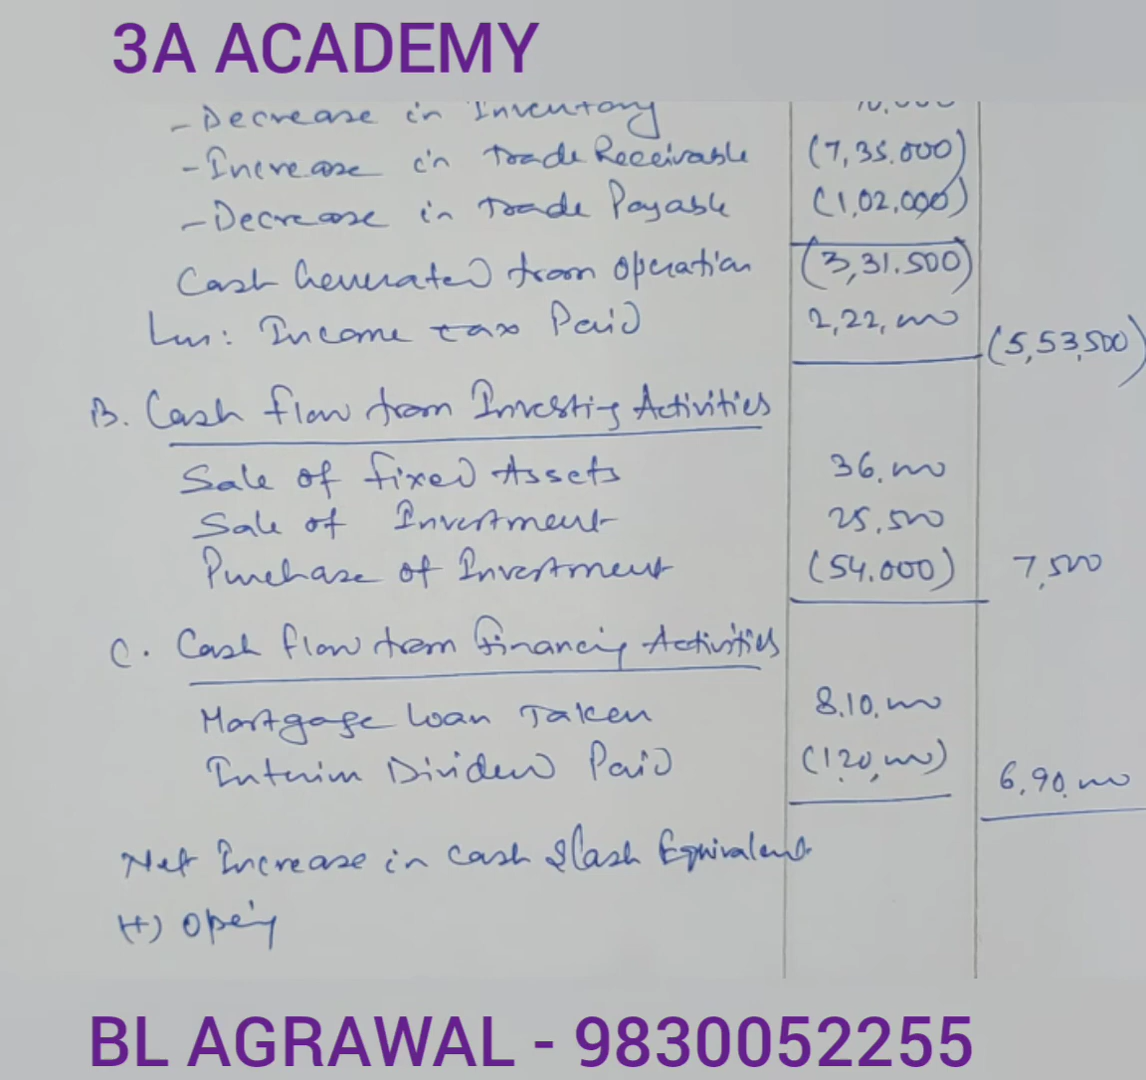 3A ACADEMY
- Decrease in Inventory
- Increase in Trade Receivable (7,35,000)
- Decrease in Trade Payable (1,02,000)
Cash Generated from operation (3,31,500)
Less: Income tax Paid 2,22,000 (5,53,500)
B. Cash flow from Investing Activities
Sale of fixed Assets 36,000
Sale of Investment 25,500
Purchase of Investment (54,000) 7,500
C. Cash flow from financing Activities
Mortgage Loan Taken 8,10,000
Interim Dividend Paid (120,000) 6,90,000
Net Increase in cash & Cash Equivalent
(+) Opening
BL AGRAWAL - 9830052255